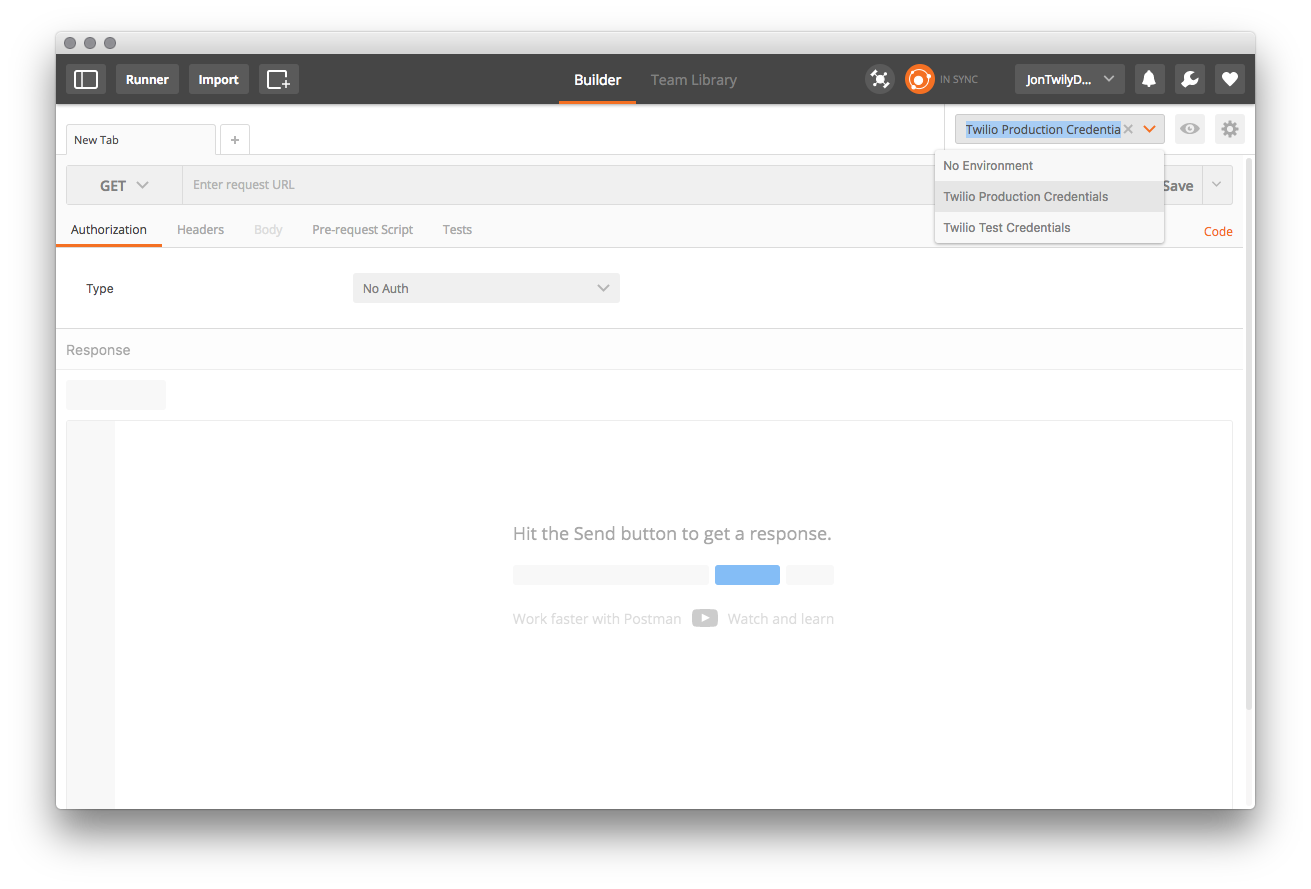 Runner Import Builder Team Library IN SYNC JonTwilyD...
New Tab + Twilio Production Credentia
No Environment
GET Enter request URL Save
Twilio Production Credentials
Authorization Headers Body Pre-request Script Tests Twilio Test Credentials Code
Type No Auth
Response
Hit the Send button to get a response.
Work faster with Postman Watch and learn